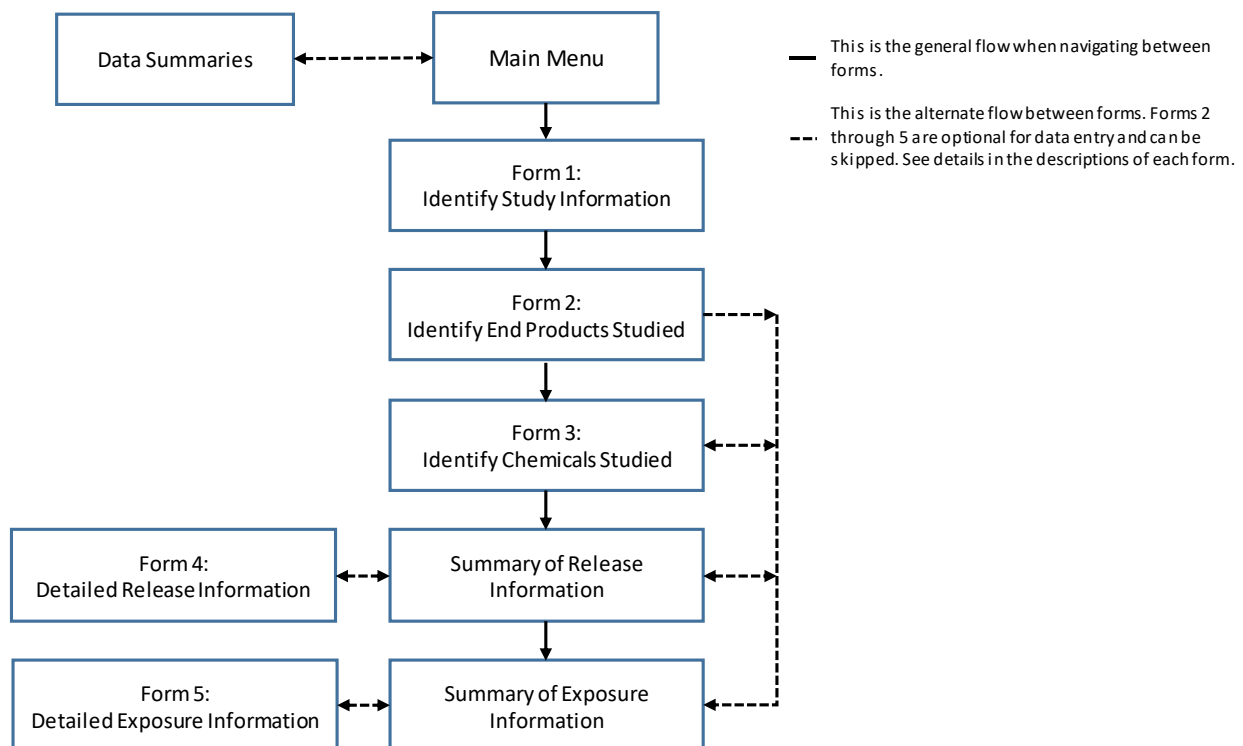 Data Summaries
Main Menu
This is the general flow when navigating between
forms.
This is the alternate flow between forms. Forms 2
through 5 are optional for data entry and can be
skipped. See details in the descriptions of each form.
Form 1:
Identify Study Information
Form 2:
Identify End Products Studied
Form 3:
Identify Chemicals Studied
Form 4:
Detailed Release Information
Summary of Release
Information
Form 5:
Detailed Exposure Information
Summary of Exposure
Information